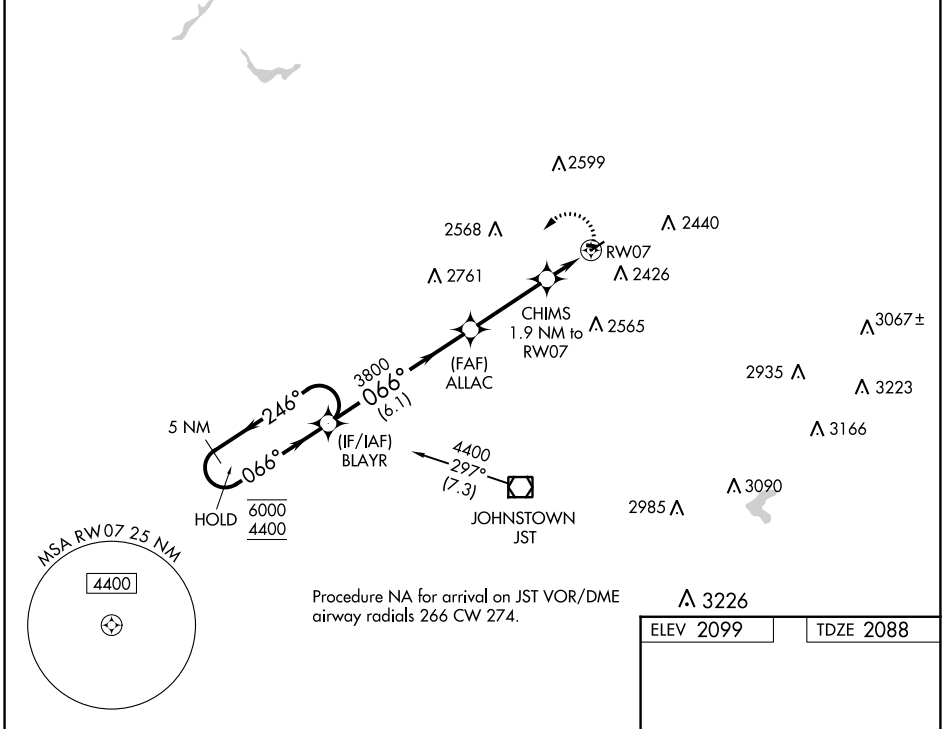 2599
2568
2440
RW07
2761
2426
CHIMS
1.9 NM to
RW07
2565
3067±
(FAF)
ALLAC
2935
3800
066°
(6.1)
3223
246°
5 NM
3166
(IF/IAF)
BLAYR
066°
4400
297°
(7.3)
3090
HOLD
6000
4400
2985
JOHNSTOWN
JST
MSA RW07 25 NM
4400
Procedure NA for arrival on JST VOR/DME
airway radials 266 CW 274.
3226
ELEV 2099
TDZE 2088